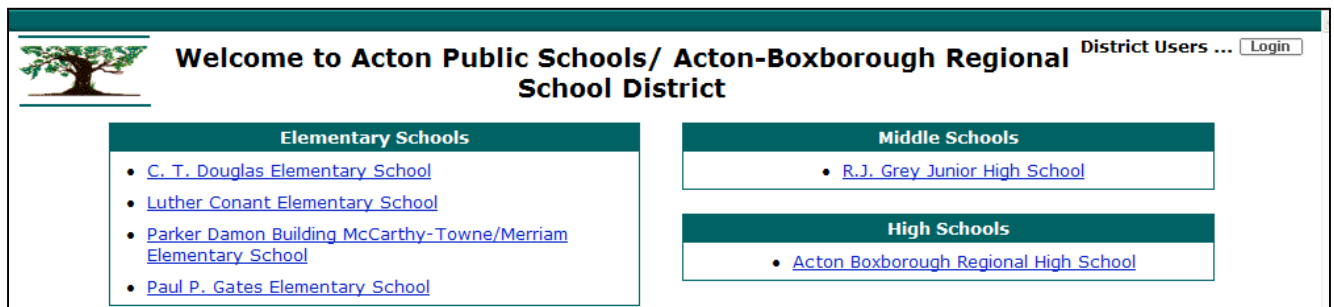 Welcome to Acton Public Schools/ Acton-Boxborough Regional
School District
District Users ... Login
Elementary Schools
C. T. Douglas Elementary School
Luther Conant Elementary School
Parker Damon Building McCarthy-Towne/Merriam
Elementary School
Paul P. Gates Elementary School
Middle Schools
R.J. Grey Junior High School
High Schools
Acton Boxborough Regional High School